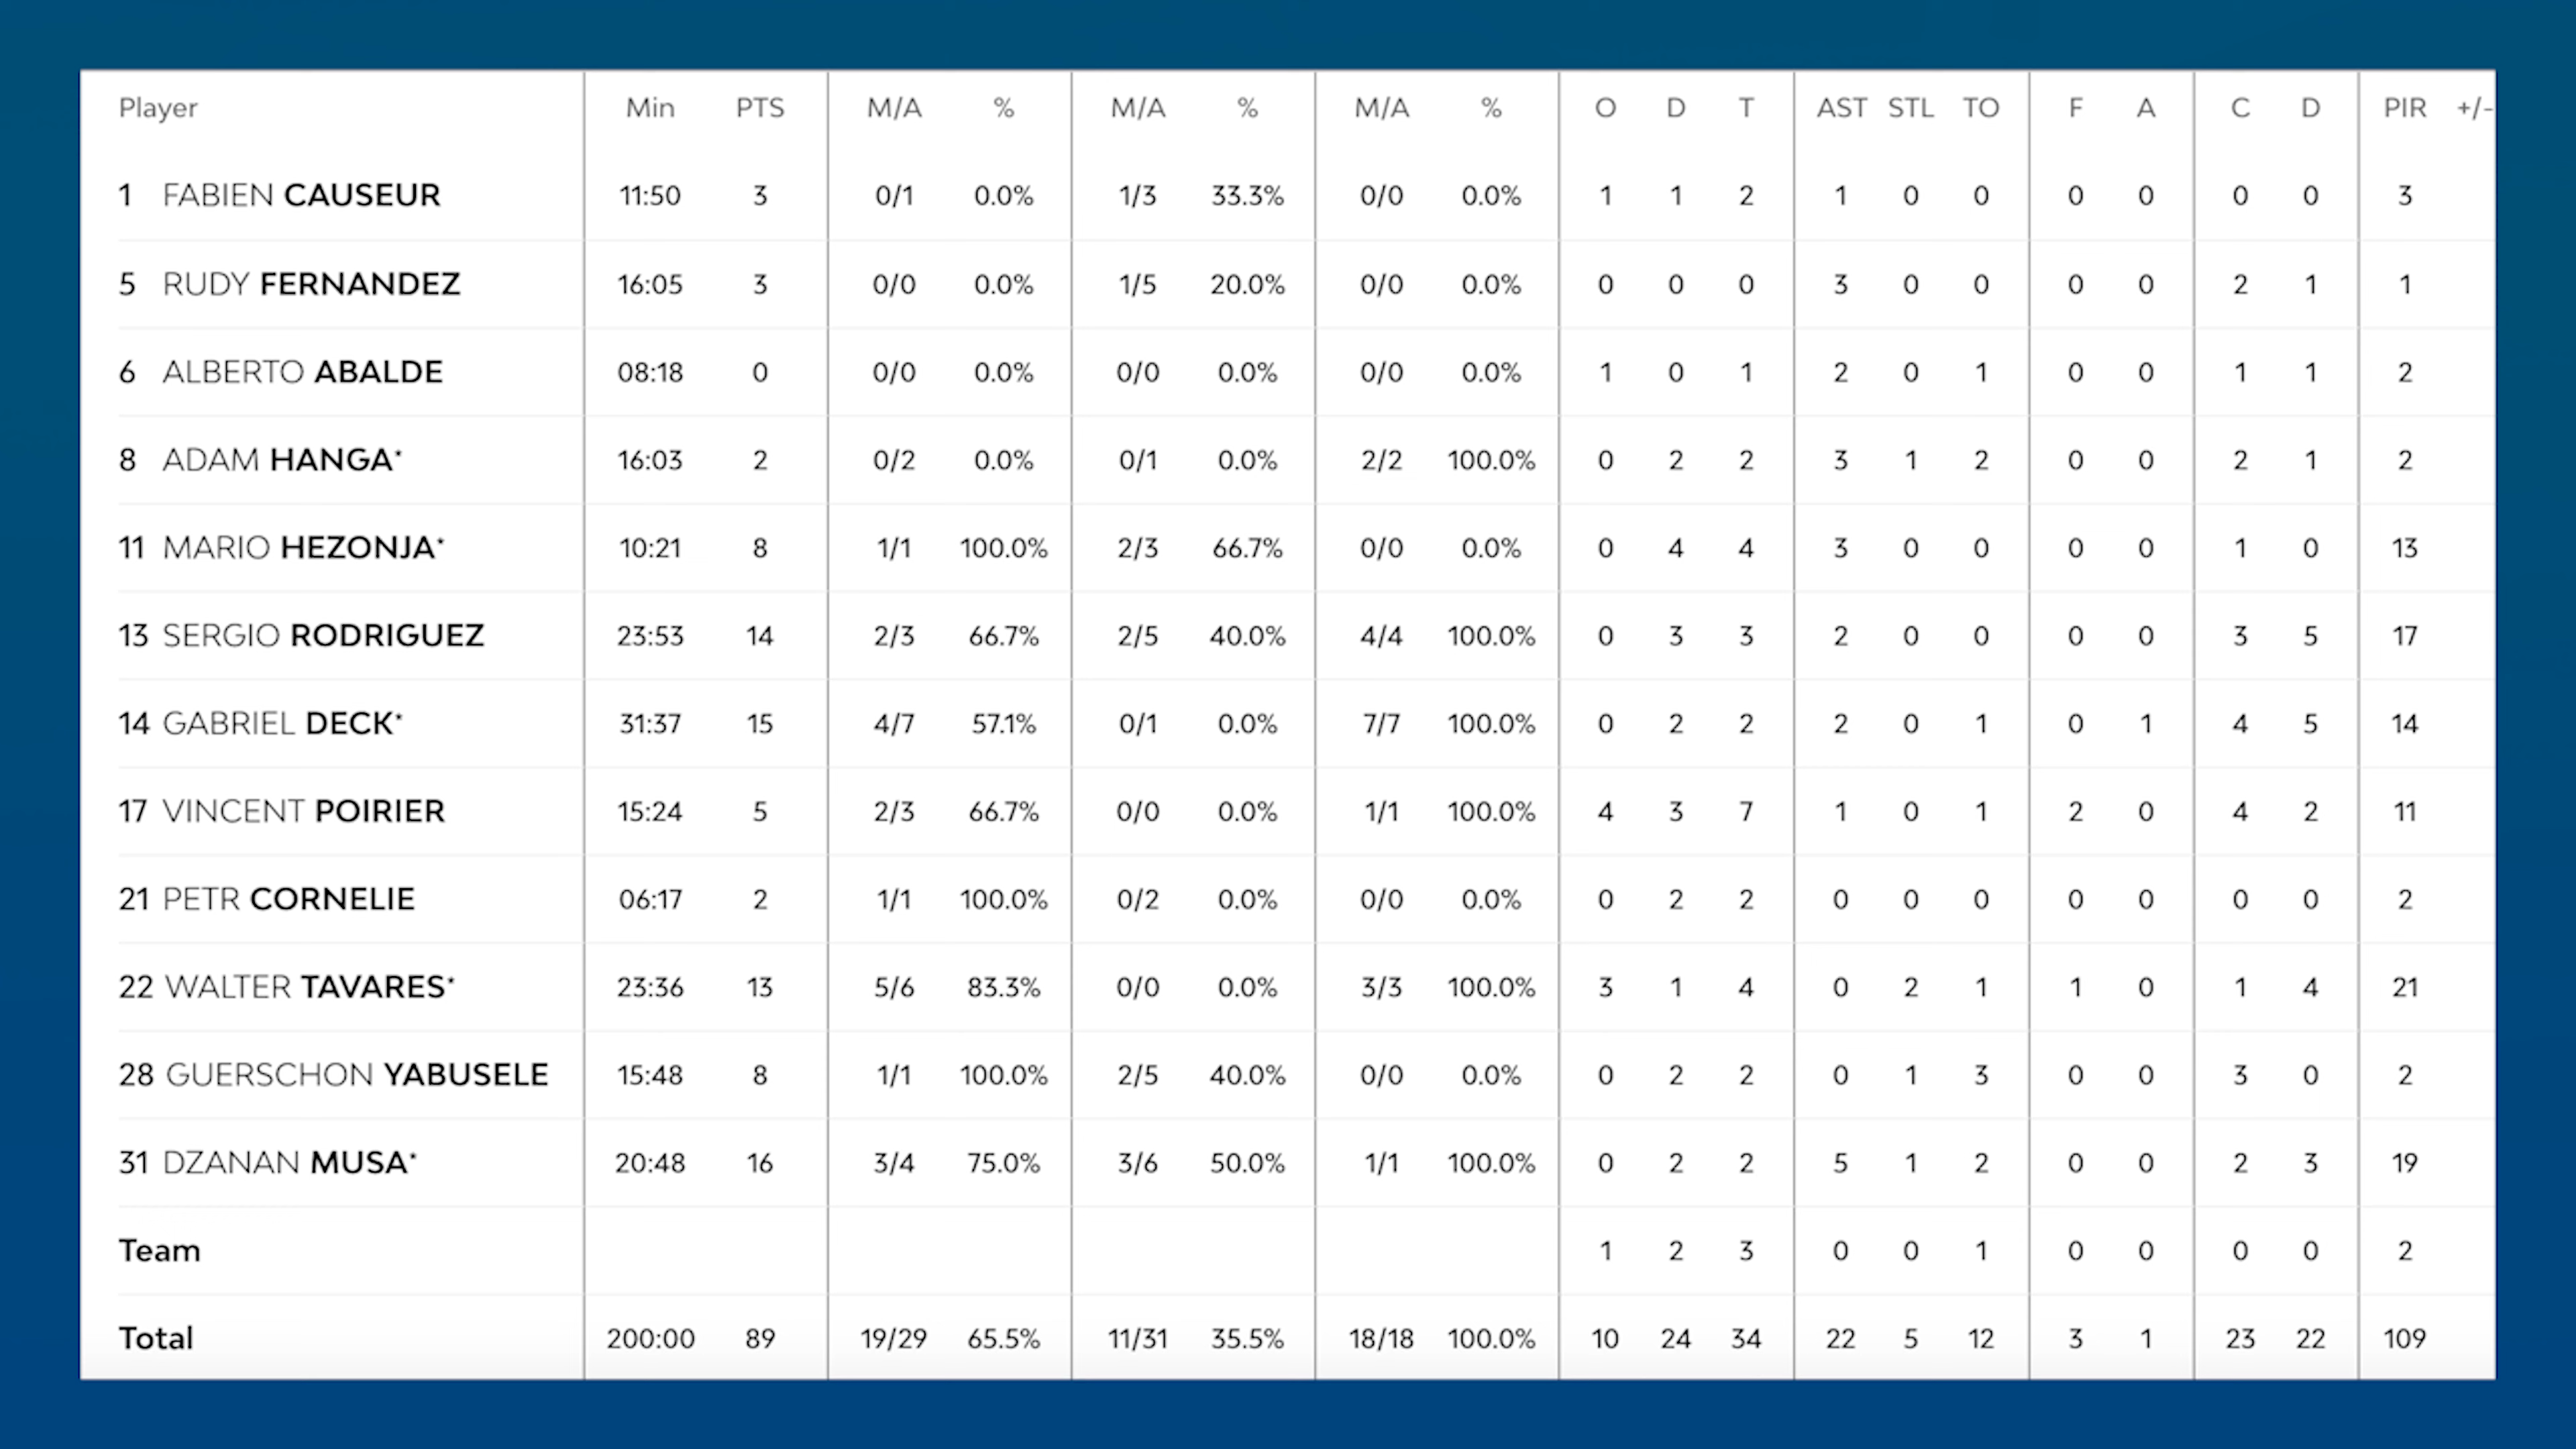 Player Min PTS M/A % M/A % M/A % O D T AST STL TO F A C D PIR +/-
1 FABIEN CAUSEUR 11:50 3 0/1 0.0% 1/3 33.3% 0/0 0.0% 1 1 2 1 0 0 0 0 0 0 3
5 RUDY FERNANDEZ 16:05 3 0/0 0.0% 1/5 20.0% 0/0 0.0% 0 0 0 3 0 0 0 0 2 1 1
6 ALBERTO ABALDE 08:18 0 0/0 0.0% 0/0 0.0% 0/0 0.0% 1 0 1 2 0 1 0 0 1 1 2
8 ADAM HANGA* 16:03 2 0/2 0.0% 0/1 0.0% 2/2 100.0% 0 2 2 3 1 2 0 0 2 1 2
11 MARIO HEZONJA* 10:21 8 1/1 100.0% 2/3 66.7% 0/0 0.0% 0 4 4 3 0 0 0 0 1 0 13
13 SERGIO RODRIGUEZ 23:53 14 2/3 66.7% 2/5 40.0% 4/4 100.0% 0 3 3 2 0 0 0 0 3 5 17
14 GABRIEL DECK* 31:37 15 4/7 57.1% 0/1 0.0% 7/7 100.0% 0 2 2 2 0 1 0 1 4 5 14
17 VINCENT POIRIER 15:24 5 2/3 66.7% 0/0 0.0% 1/1 100.0% 4 3 7 1 0 1 2 0 4 2 11
21 PETR CORNELIE 06:17 2 1/1 100.0% 0/2 0.0% 0/0 0.0% 0 2 2 0 0 0 0 0 0 0 2
22 WALTER TAVARES* 23:36 13 5/6 83.3% 0/0 0.0% 3/3 100.0% 3 1 4 0 2 1 1 0 1 4 21
28 GUERSCHON YABUSELE 15:48 8 1/1 100.0% 2/5 40.0% 0/0 0.0% 0 2 2 0 1 3 0 0 3 0 2
31 DZANAN MUSA* 20:48 16 3/4 75.0% 3/6 50.0% 1/1 100.0% 0 2 2 5 1 2 0 0 2 3 19
Team 1 2 3 0 0 1 0 0 0 0 2
Total 200:00 89 19/29 65.5% 11/31 35.5% 18/18 100.0% 10 24 34 22 5 12 3 1 23 22 109